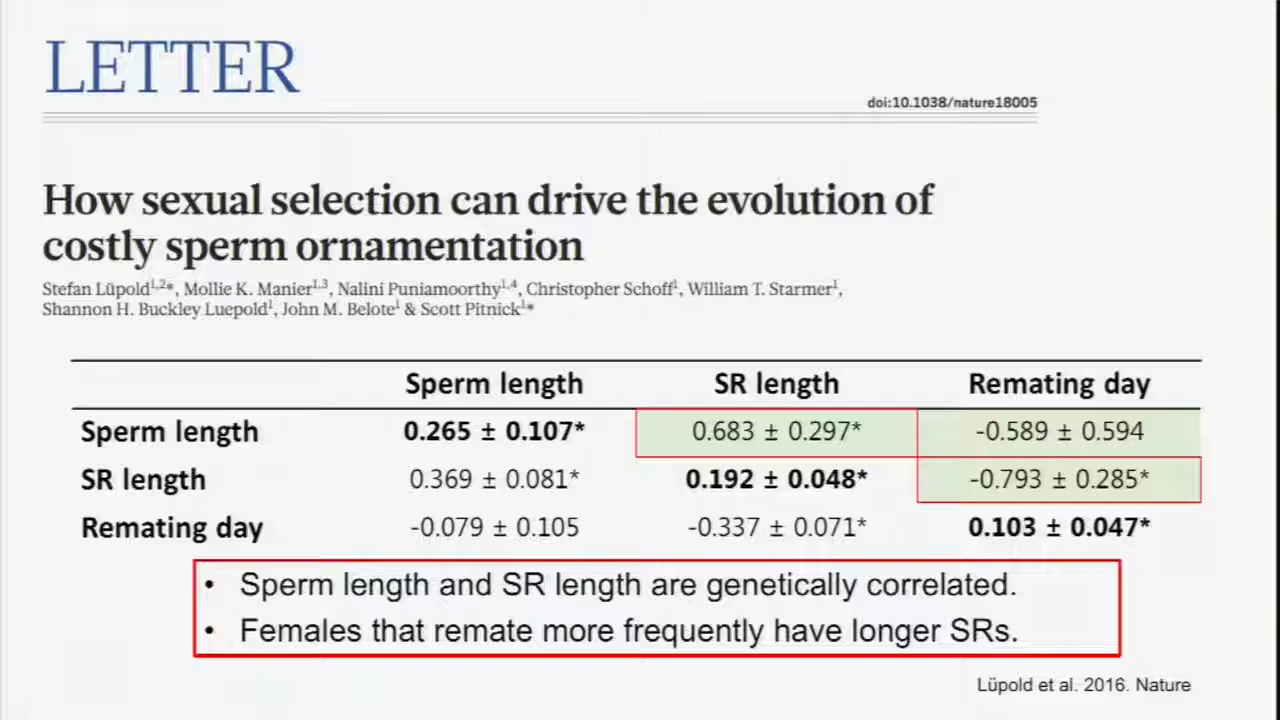 LETTER
doi:10.1038/nature18005
How sexual selection can drive the evolution of
costly sperm ornamentation
Stefan Lüpold1,2*, Mollie K. Manier1,3, Nalini Puniamoorthy1,4, Christopher Schoff1, William T. Starmer1,
Shannon H. Buckley Luepold1, John M. Belote1 & Scott Pitnick1*
Sperm length SR length Remating day
Sperm length 0.265 ± 0.107* 0.683 ± 0.297* -0.589 ± 0.594
SR length 0.369 ± 0.081* 0.192 ± 0.048* -0.793 ± 0.285*
Remating day -0.079 ± 0.105 -0.337 ± 0.071* 0.103 ± 0.047*
• Sperm length and SR length are genetically correlated.
• Females that remate more frequently have longer SRs.
Lüpold et al. 2016. Nature